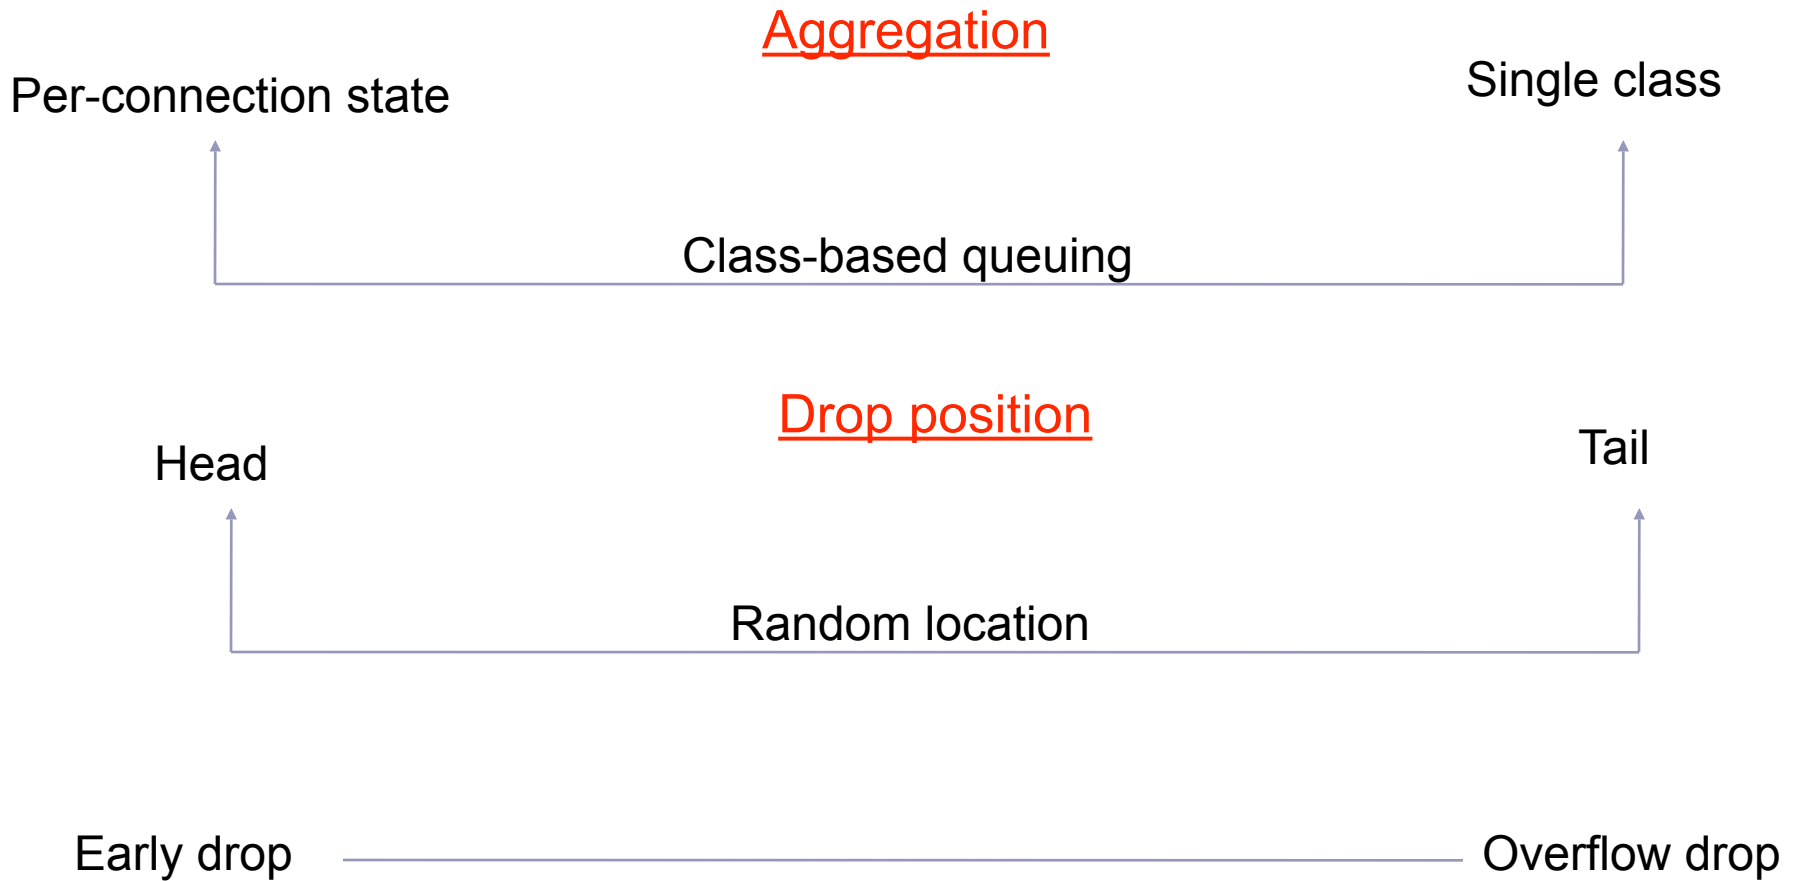 Aggregation
Per-connection state
Single class
Class-based queuing
Drop position
Head
Tail
Random location
Early drop
Overflow drop